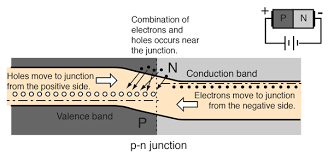 Combination of
electrons and
holes occurs near
the junction.
+
-
P
N
N
Conduction band
Holes move to junction
from the positive side.
Electrons move to junction
from the negative side.
Valence band
P
p-n junction